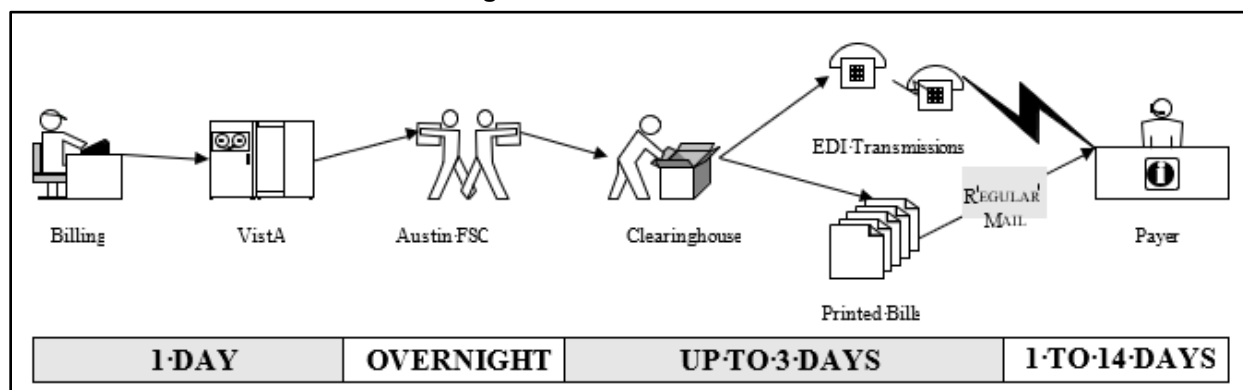 EDI·Transmissions
'REGULAR'
MAIL
Billing
VistA
Austin·FSC
Clearinghouse
Payer
Printed·Bills
1·DAY
OVERNIGHT
UP·TO·3·DAYS
1·TO·14·DAYS